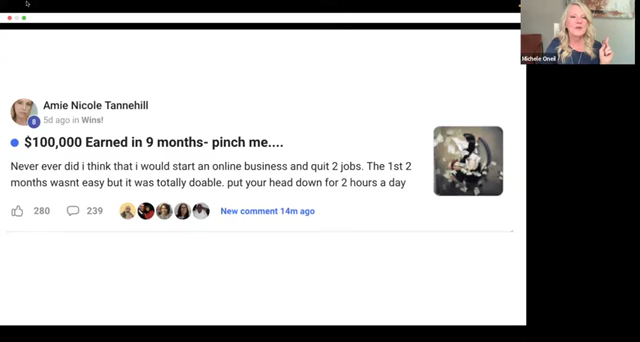 Michele Oneil
Amie Nicole Tannehill
8
5d ago in Wins!
$100,000 Earned in 9 months- pinch me....
Never ever did i think that i would start an online business and quit 2 jobs. The 1st 2
months wasnt easy but it was totally doable. put your head down for 2 hours a day
280 239 New comment 14m ago